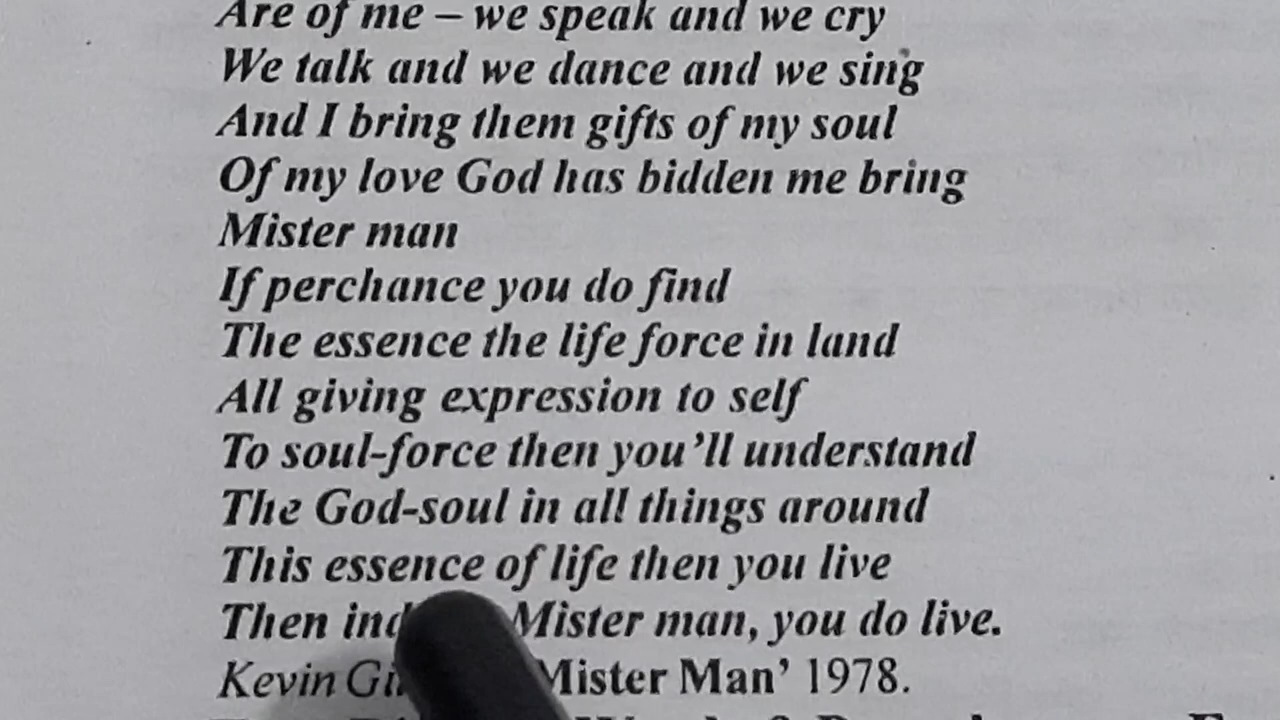 Are of me – we speak and we cry
We talk and we dance and we sing
And I bring them gifts of my soul
Of my love God has bidden me bring
Mister man
If perchance you do find
The essence the life force in land
All giving expression to self
To soul-force then you'll understand
The God-soul in all things around
This essence of life then you live
Then Mister man, you do live.
Kevin Mister Man' 1978.